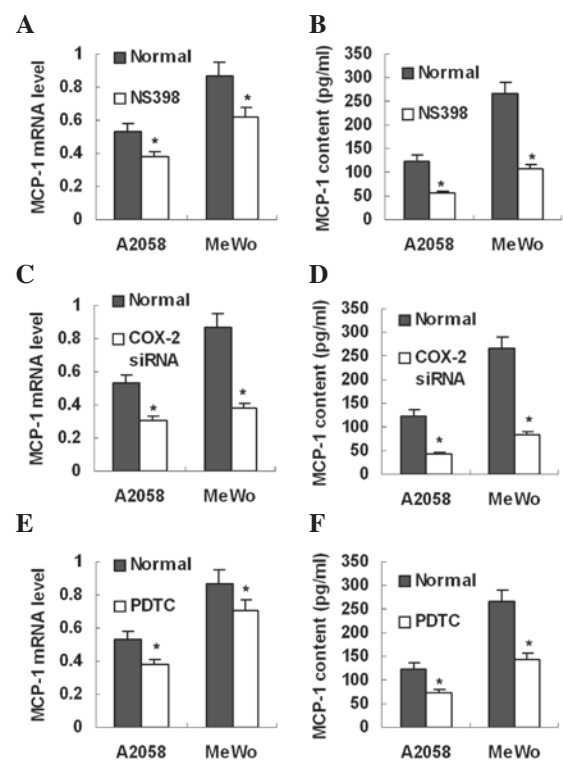 A
MCP-1 mRNA level
1
0.8
0.6
0.4
0.2
0
Normal
NS398
*
*
A2058
MeWo
B
MCP-1 content (pg/ml)
350
300
250
200
150
100
50
0
Normal
NS398
*
*
A2058
MeWo
C
MCP-1 mRNA level
1
0.8
0.6
0.4
0.2
0
Normal
COX-2
siRNA
*
*
A2058
MeWo
D
MCP-1 content (pg/ml)
350
300
250
200
150
100
50
0
Normal
COX-2
siRNA
*
*
A2058
MeWo
E
MCP-1 mRNA level
1
0.8
0.6
0.4
0.2
0
Normal
PDTC
*
*
A2058
MeWo
F
MCP-1 content (pg/ml)
350
300
250
200
150
100
50
0
Normal
PDTC
*
*
A2058
MeWo